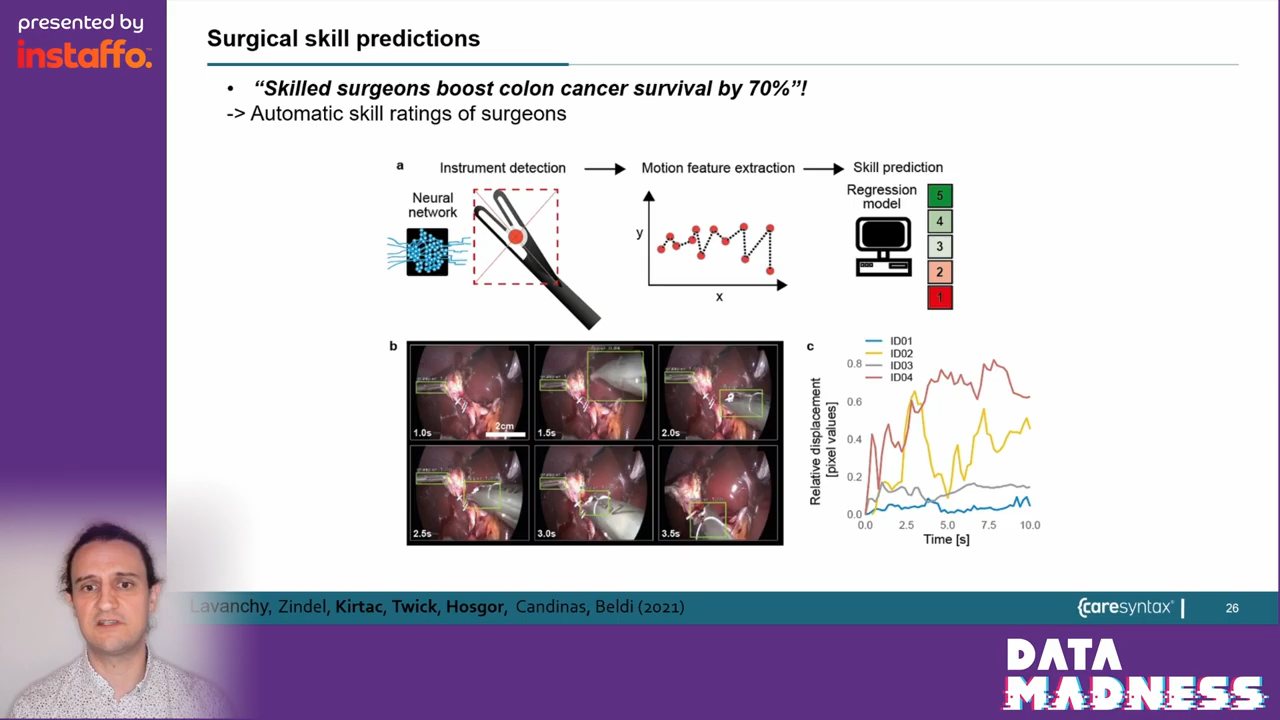 presented by
instaffo.
Surgical skill predictions
• “Skilled surgeons boost colon cancer survival by 70%”!
-> Automatic skill ratings of surgeons
a
Instrument detection
Motion feature extraction
Skill prediction
Neural
network
y
x
Regression
model
5
4
3
2
1
b
1.0s
2cm
1.5s
2.0s
2.5s
3.0s
3.5s
c
ID01
ID02
ID03
ID04
Relative displacement
[pixel values]
0.8
0.6
0.4
0.2
0.0
0.0 2.5 5.0 7.5 10.0
Time [s]
Lavanchy, Zindel, Kirtac, Twick, Hosgor, Candinas, Beldi (2021)
{caresyntax® |
26
DATA
MADNESS